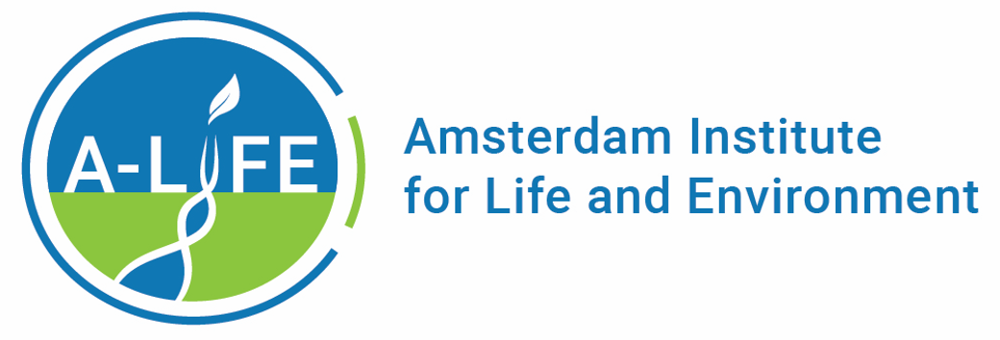 A-LIFE
Amsterdam Institute
for Life and Environment